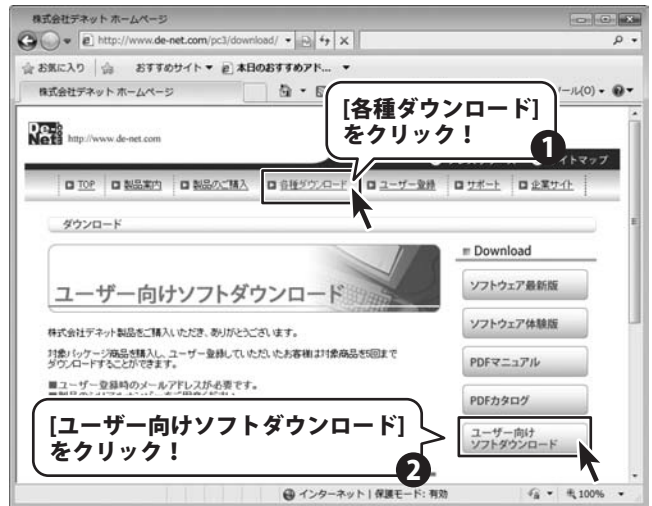 株式会社デネット ホームページ
http://www.de-net.com/pc3/download/
お気に入り
おすすめサイト ▼
本日のおすすめアド... ▼
株式会社デネット ホームページ
ツール(O)
[各種ダウンロード]
をクリック！
1
De-Net
http://www.de-net.com
イトマップ
TOP
製品案内
製品のご購入
各種ダウンロード
ユーザー登録
サポート
企業サイト
ダウンロード
Download
ユーザー向けソフトダウンロード
ソフトウェア最新版
ソフトウェア体験版
PDFマニュアル
PDFカタログ
ユーザー向け
ソフトダウンロード
株式会社デネット製品をご購入いただき、ありがとうございます。
対象パッケージ商品を購入し、ユーザー登録していただいたお客様は対象商品を5回まで
ダウンロードすることができます。
■ユーザー登録時のメールアドレスが必要です。
[ユーザー向けソフトダウンロード]
をクリック！
2
インターネット | 保護モード: 有効
100%